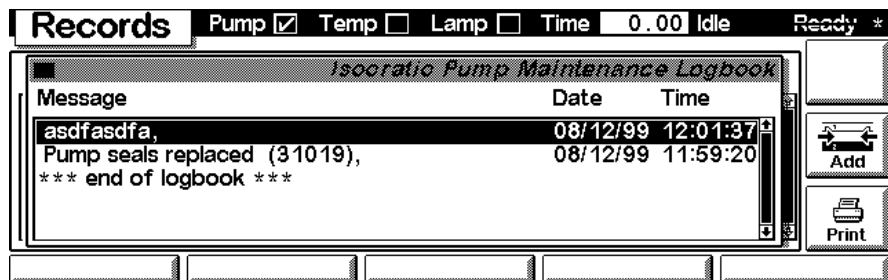 Records Pump Temp Lamp Time 0.00 Idle Ready *
Isocratic Pump Maintenance Logbook
Message Date Time
asdfasdfa, 08/12/99 12:01:37
Pump seals replaced (31019), 08/12/99 11:59:20
*** end of logbook ***
Add
Print